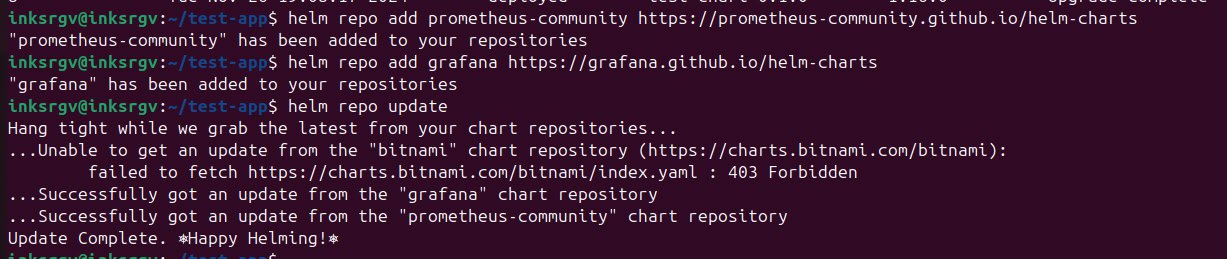 inksrgv@inksrgv:~/test-app$ helm repo add prometheus-community https://prometheus-community.github.io/helm-charts
"prometheus-community" has been added to your repositories
inksrgv@inksrgv:~/test-app$ helm repo add grafana https://grafana.github.io/helm-charts
"grafana" has been added to your repositories
inksrgv@inksrgv:~/test-app$ helm repo update
Hang tight while we grab the latest from your chart repositories...
...Unable to get an update from the "bitnami" chart repository (https://charts.bitnami.com/bitnami):
        failed to fetch https://charts.bitnami.com/bitnami/index.yaml : 403 Forbidden
...Successfully got an update from the "grafana" chart repository
...Successfully got an update from the "prometheus-community" chart repository
Update Complete. ⎈Happy Helming!⎈
inksrgv@inksrgv:~/test-app$